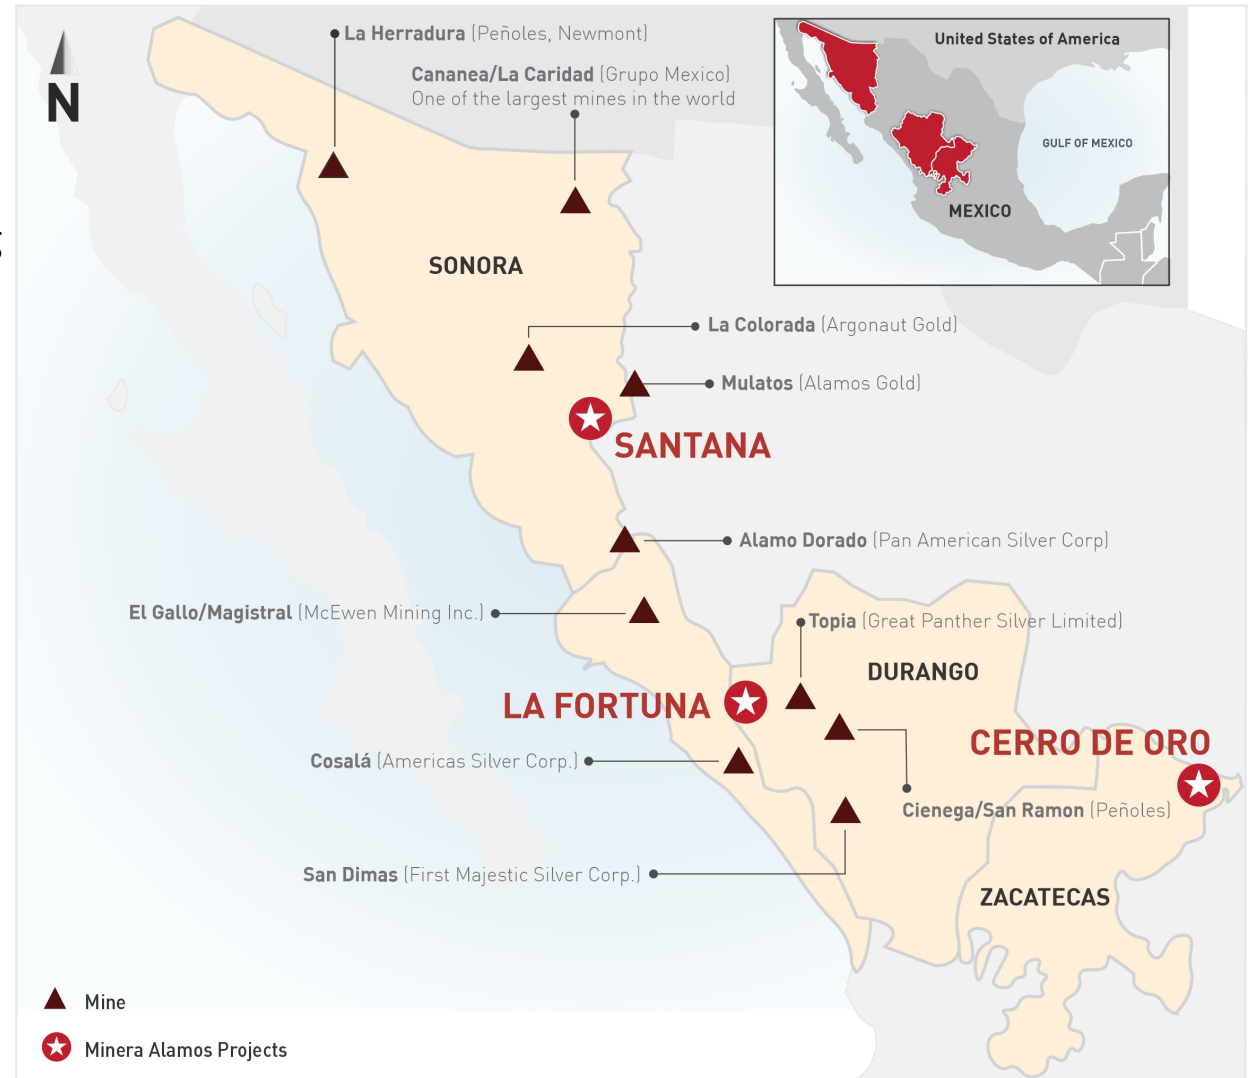 La Herradura (Peñoles, Newmont)
Cananea/La Caridad (Grupo Mexico)
One of the largest mines in the world
N
United States of America
GULF OF MEXICO
MEXICO
SONORA
La Colorada (Argonaut Gold)
Mulatos (Alamos Gold)
SANTANA
Alamo Dorado (Pan American Silver Corp)
El Gallo/Magistral (McEwen Mining Inc.)
Topia (Great Panther Silver Limited)
DURANGO
LA FORTUNA
CERRO DE ORO
Cosalá (Americas Silver Corp.)
Cienega/San Ramon (Peñoles)
San Dimas (First Majestic Silver Corp.)
ZACATECAS
Mine
Minera Alamos Projects